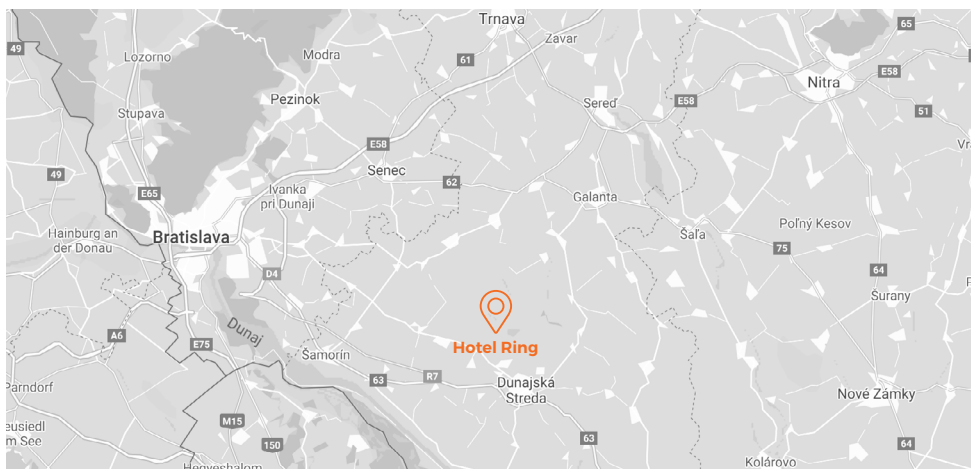 Trnava
65
Zavar
49
Lozorno
Modra
61
E58
Nitra
Pezinok
Sereď
E58
Stupava
51
E58
Senec
49
62
E65
Ivanka
pri Dunaji
Galanta
Poľný Kesov
Hainburg an
der Donau
Bratislava
Šaľa
75
D4
64
Šurany
Dunaj
A6
E75
Hotel Ring
Šamorín
63
R7
Dunajská
Streda
Parndorf
Nové Zámky
M15
63
150
64
Kolárovo
Hegyeshalom